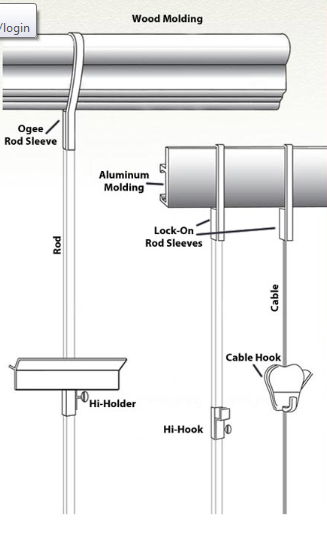 /login
Wood Molding
Ogee
Rod Sleeve
Aluminum
Molding
Lock-On
Rod Sleeves
Rod
Cable
Cable Hook
Hi-Holder
Hi-Hook